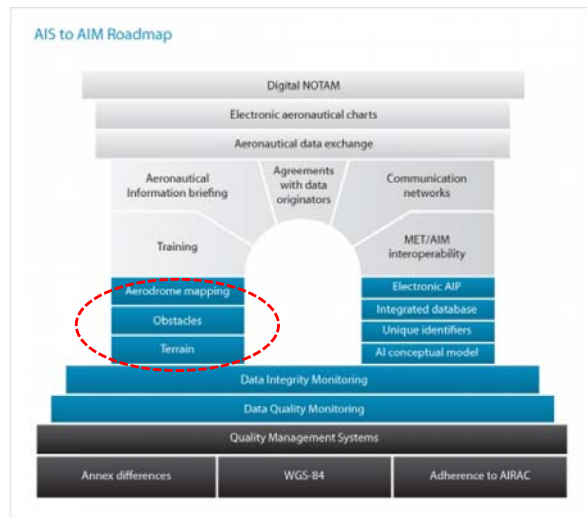 AIS to AIM Roadmap
Digital NOTAM
Electronic aeronautical charts
Aeronautical data exchange
Aeronautical
Information briefing
Agreements
with data
originators
Communication
networks
Training
MET/AIM
interoperability
Aerodrome mapping
Obstacles
Terrain
Electronic AIP
Integrated database
Unique identifiers
AI conceptual model
Data Integrity Monitoring
Data Quality Monitoring
Quality Management Systems
Annex differences
WGS-84
Adherence to AIRAC